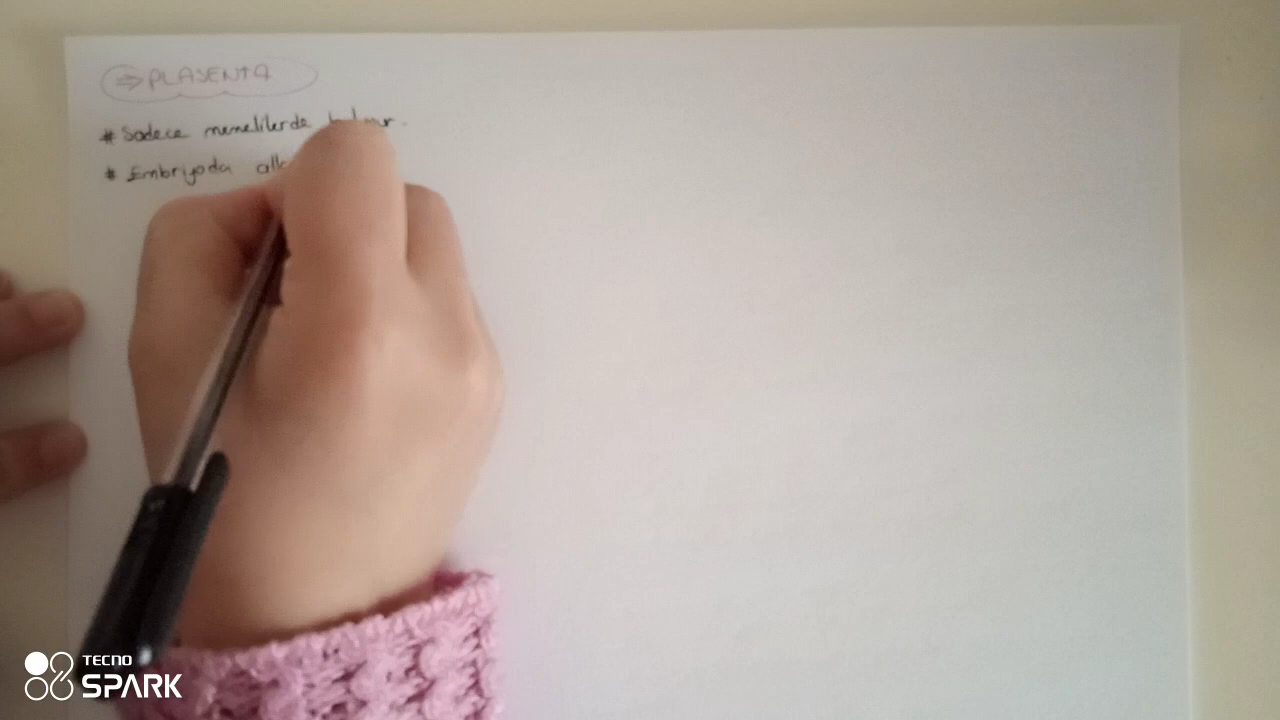 ⇒ PLASENTA
# Sadece memelilerde
* Embriyoda
TECNO
SPARK